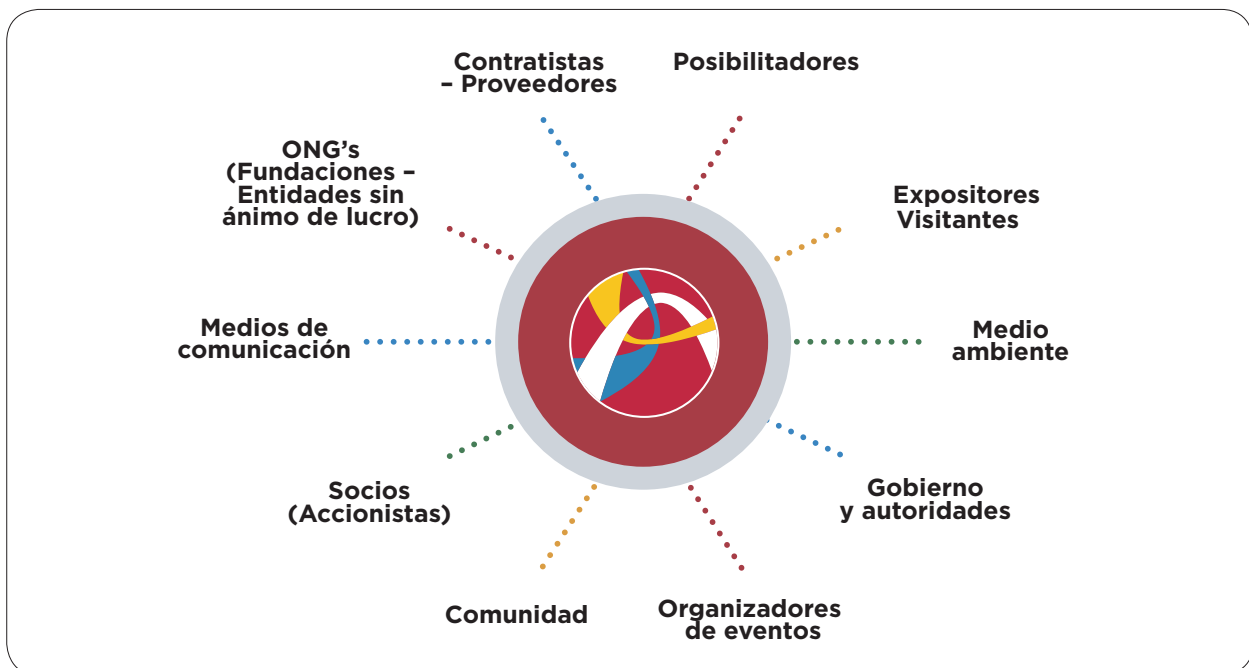 Contratistas
– Proveedores
Posibilitadores
ONG’s
(Fundaciones –
Entidades sin
ánimo de lucro)
Expositores
Visitantes
Medios de
comunicación
Medio
ambiente
Socios
(Accionistas)
Gobierno
y autoridades
Comunidad
Organizadores
de eventos